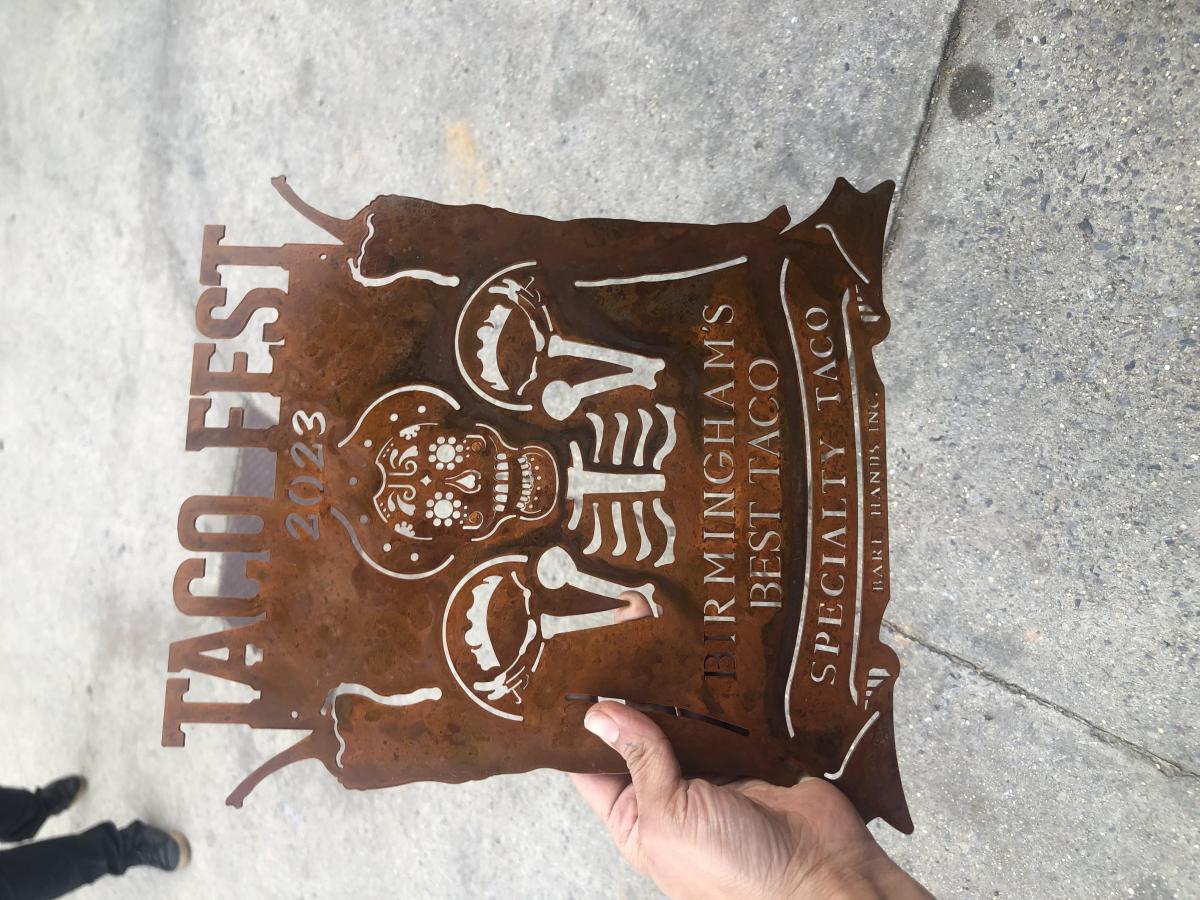 TACO FEST
2023
BIRMINGHAM'S
BEST TACO
SPECIALTY TACO
BARE HANDS INC.